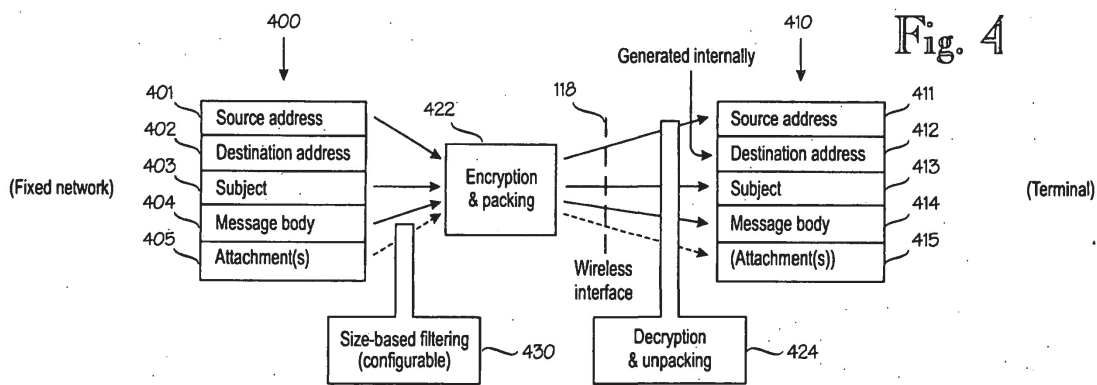 Fig. 4
400
410
Generated internally
401
Source address
402
Destination address
403
Subject
404
Message body
405
Attachment(s)
(Fixed network)
422
Encryption
& packing
118
Wireless
interface
411
Source address
412
Destination address
413
Subject
414
Message body
415
(Attachment(s))
(Terminal)
Size-based filtering
(configurable)
430
Decryption
& unpacking
424